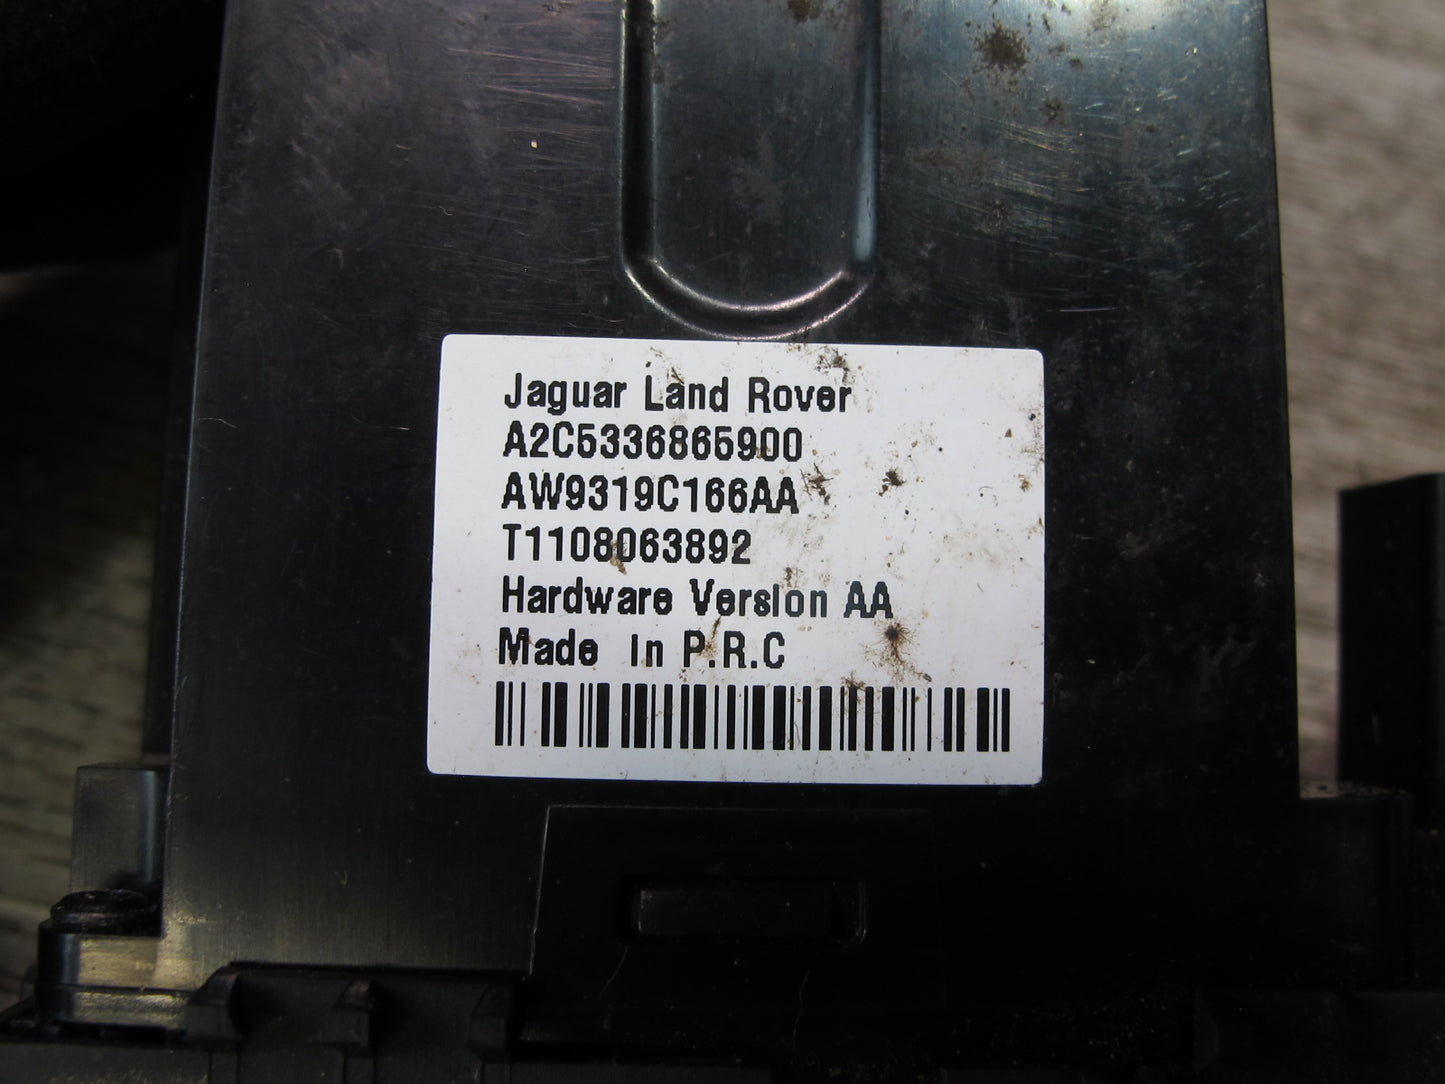 Jaguar Land Rover
A2C5336865900
AW9319C166AA
T1108063892
Hardware Version AA
Made in P.R.C